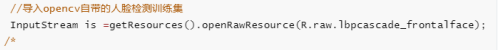 //导入opencv自带的人脸检测训练集
InputStream is =getResources().openRawResource(R.raw.lbpcascade_frontalface);
/*